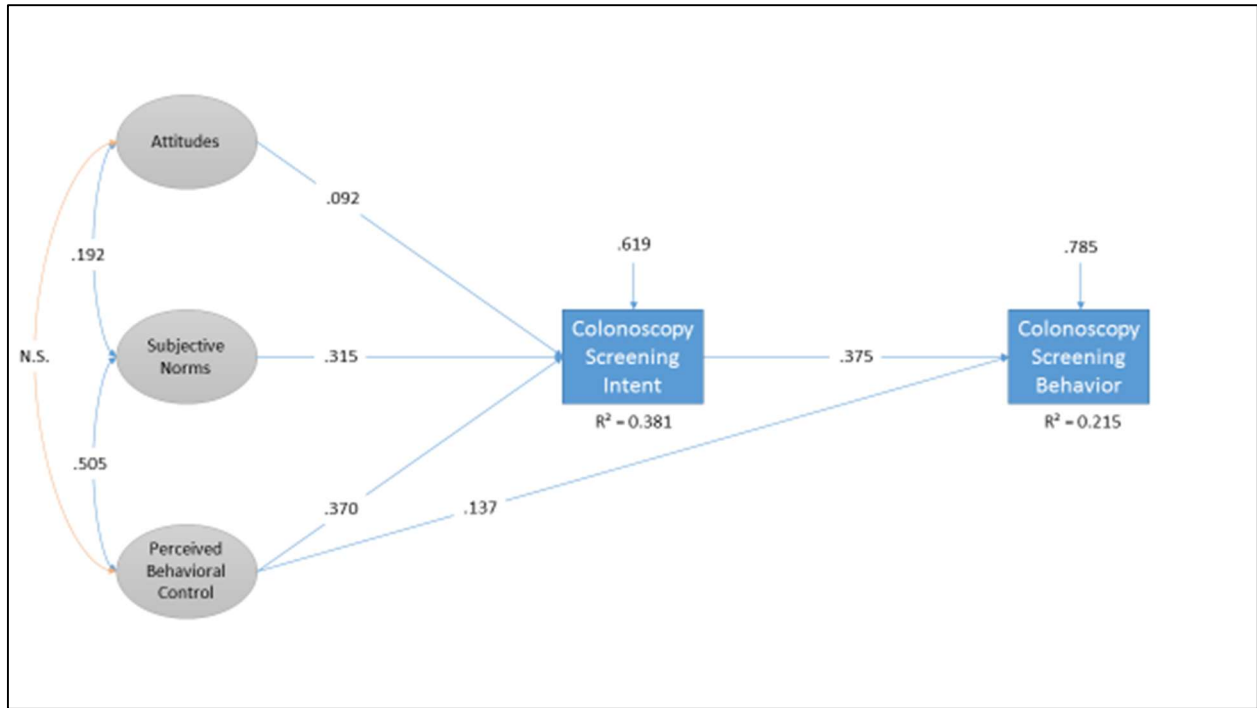 Attitudes
.092
.192
.619
.785
Subjective
Norms
N.S.
.315
Colonoscopy
Screening
Intent
.375
Colonoscopy
Screening
Behavior
R² = 0.381
R² = 0.215
.505
.370
.137
Perceived
Behavioral
Control